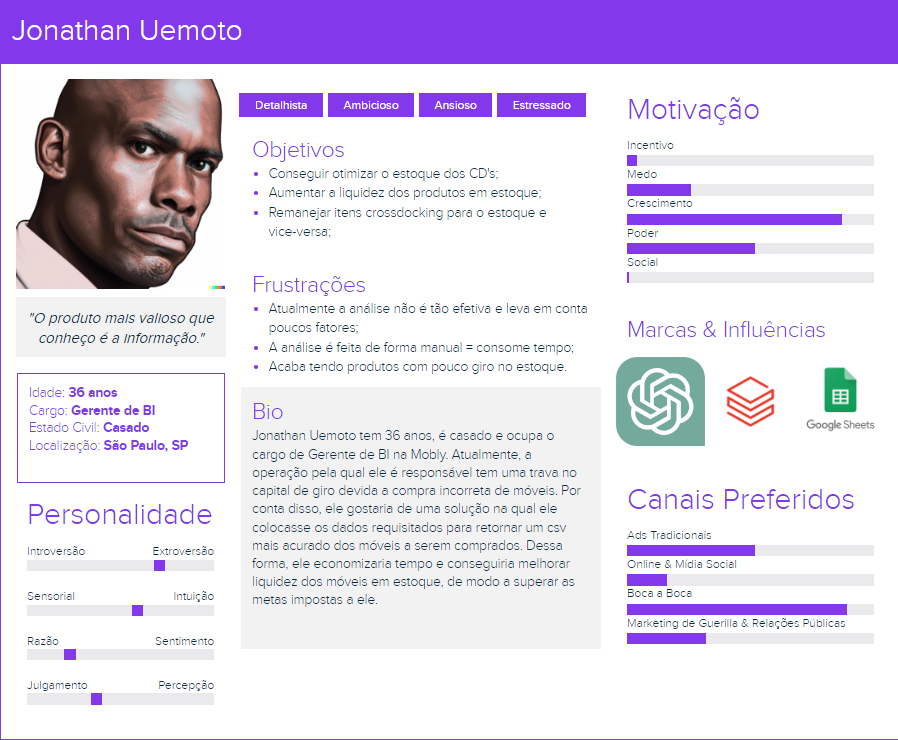 Jonathan Uemoto
"O produto mais valioso que
conheço é a informação."
Idade: 36 anos
Cargo: Gerente de BI
Estado Civil: Casado
Localização: São Paulo, SP
Personalidade
Introversão Extroversão
Sensorial Intuição
Razão Sentimento
Julgamento Percepção
Detalhista Ambicioso Ansioso Estressado
Objetivos
Conseguir otimizar o estoque dos CD's;
Aumentar a liquidez dos produtos em estoque;
Remanejar itens crossdocking para o estoque e
vice-versa;
Frustrações
Atualmente a análise não é tão efetiva e leva em conta
poucos fatores;
A análise é feita de forma manual = consome tempo;
Acaba tendo produtos com pouco giro no estoque.
Bio
Jonathan Uemoto tem 36 anos, é casado e ocupa o
cargo de Gerente de BI na Mobly. Atualmente, a
operação pela qual ele é responsável tem uma trava no
capital de giro devida a compra incorreta de móveis. Por
conta disso, ele gostaria de uma solução na qual ele
colocasse os dados requisitados para retornar um csv
mais acurado dos móveis a serem comprados. Dessa
forma, ele economizaria tempo e conseguiria melhorar
liquidez dos móveis em estoque, de modo a superar as
metas impostas a ele.
Motivação
Incentivo
Medo
Crescimento
Poder
Social
Marcas & Influências
Google Sheets
Canais Preferidos
Ads Tradicionais
Online & Mídia Social
Boca a Boca
Marketing de Guerilla & Relações Públicas